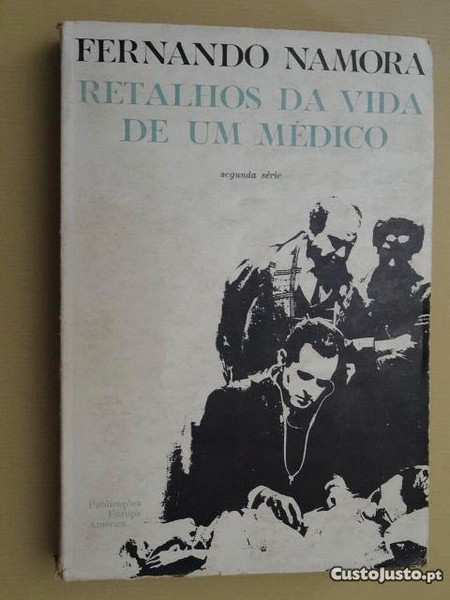 FERNANDO NAMORA
RETALHOS DA VIDA
DE UM MÉDICO
segunda série
Publicações
Europa
América
CustoJusto.pt